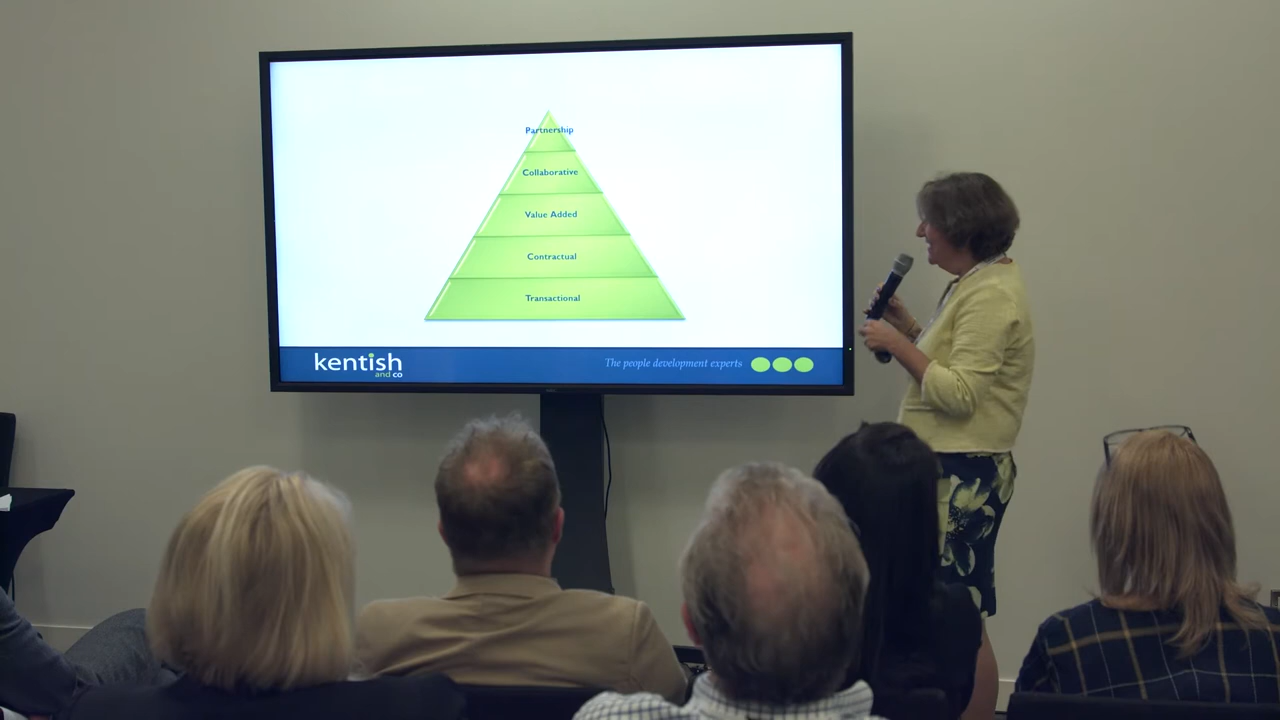 Partnership
Collaborative
Value Added
Contractual
Transactional
kentish
and co
The people development experts